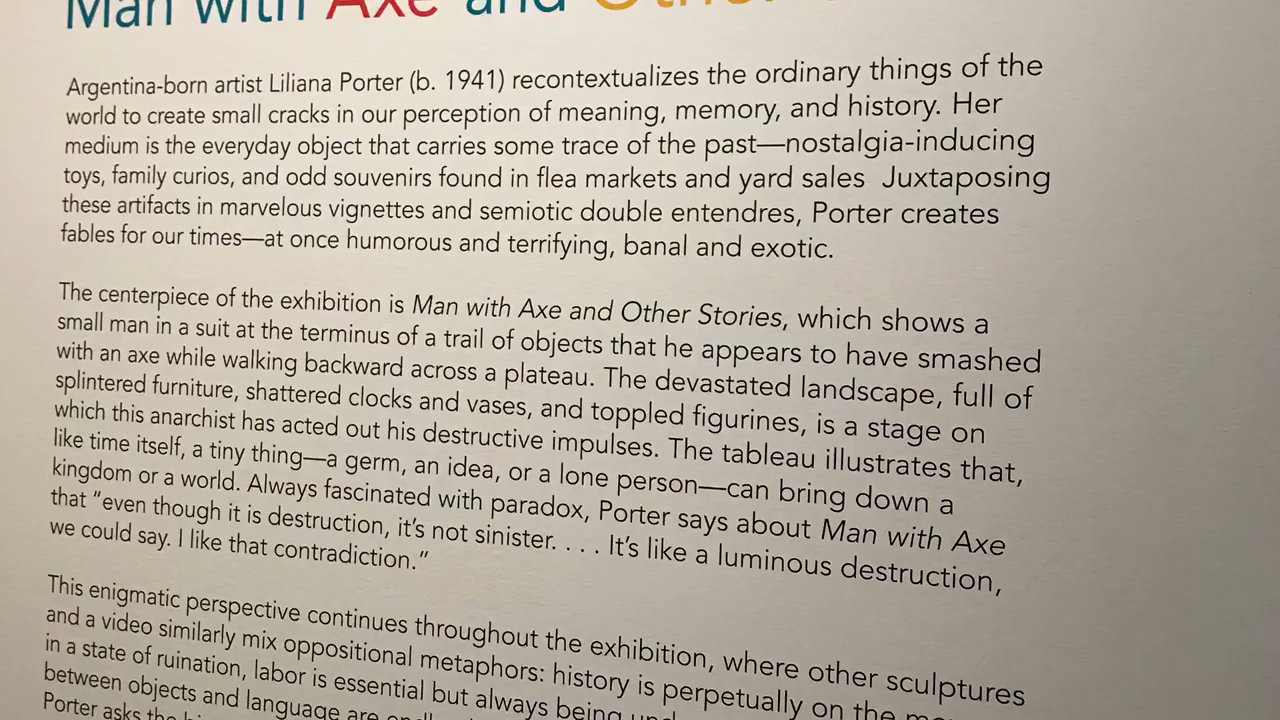 Man with Axe and Other
Argentina-born artist Liliana Porter (b. 1941) recontextualizes the ordinary things of the
world to create small cracks in our perception of meaning, memory, and history. Her
medium is the everyday object that carries some trace of the past—nostalgia-inducing
toys, family curios, and odd souvenirs found in flea markets and yard sales Juxtaposing
these artifacts in marvelous vignettes and semiotic double entendres, Porter creates
fables for our times—at once humorous and terrifying, banal and exotic.
The centerpiece of the exhibition is Man with Axe and Other Stories, which shows a
small man in a suit at the terminus of a trail of objects that he appears to have smashed
with an axe while walking backward across a plateau. The devastated landscape, full of
splintered furniture, shattered clocks and vases, and toppled figurines, is a stage on
which this anarchist has acted out his destructive impulses. The tableau illustrates that,
like time itself, a tiny thing—a germ, an idea, or a lone person—can bring down a
kingdom or a world. Always fascinated with paradox, Porter says about Man with Axe
that “even though it is destruction, it’s not sinister. . . . It’s like a luminous destruction,
we could say. I like that contradiction.”
This enigmatic perspective continues throughout the exhibition, where other sculptures
and a video similarly mix oppositional metaphors: history is perpetually on the
in a state of ruination, labor is essential but always being
between objects and language are
Porter asks the